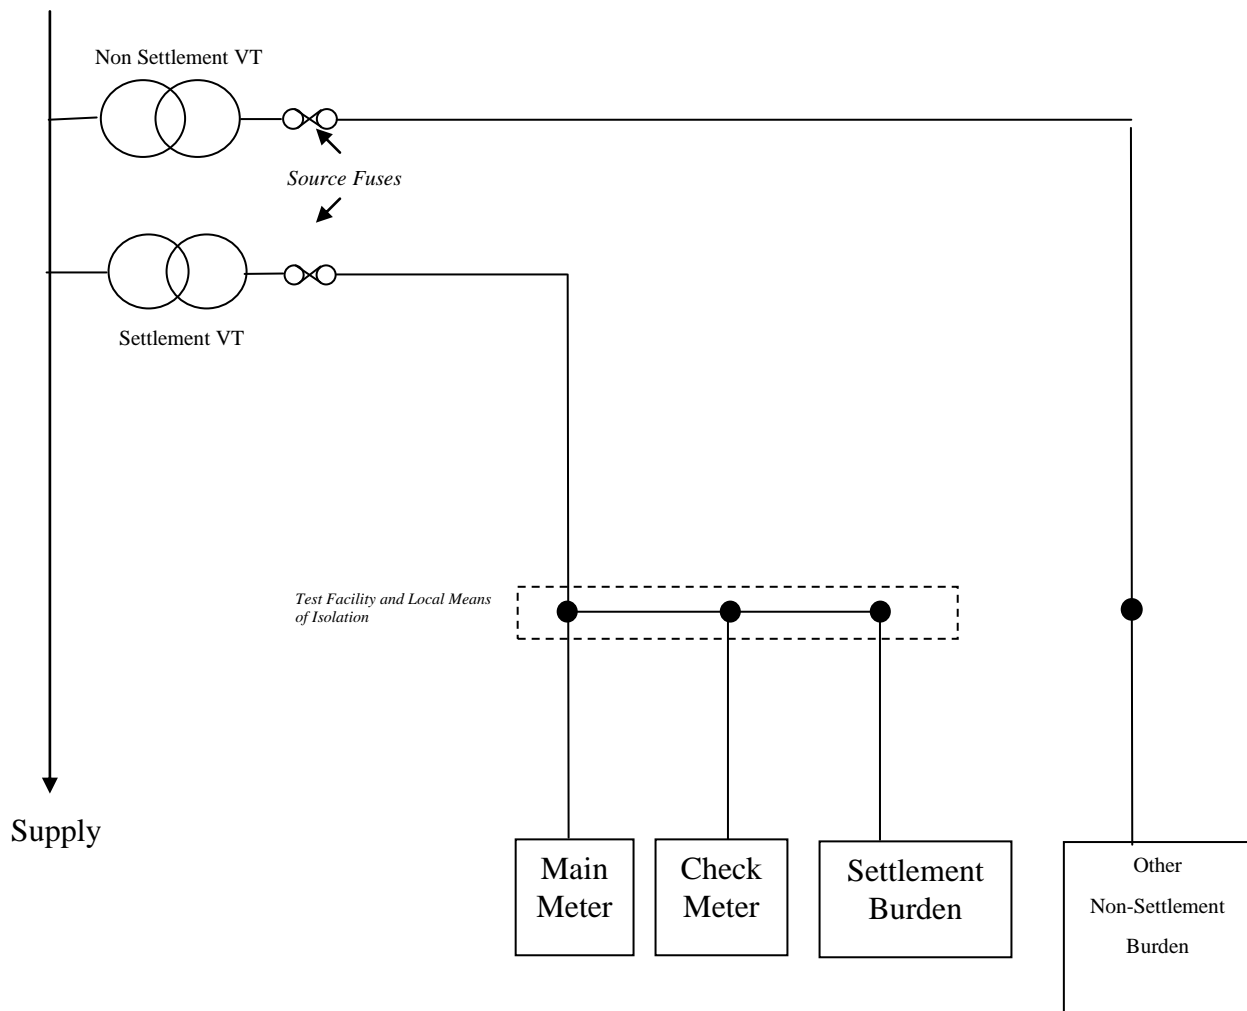 Non Settlement VT
Source Fuses
Settlement VT
Test Facility and Local Means
of Isolation
Supply
Main
Meter
Check
Meter
Settlement
Burden
Other
Non-Settlement
Burden